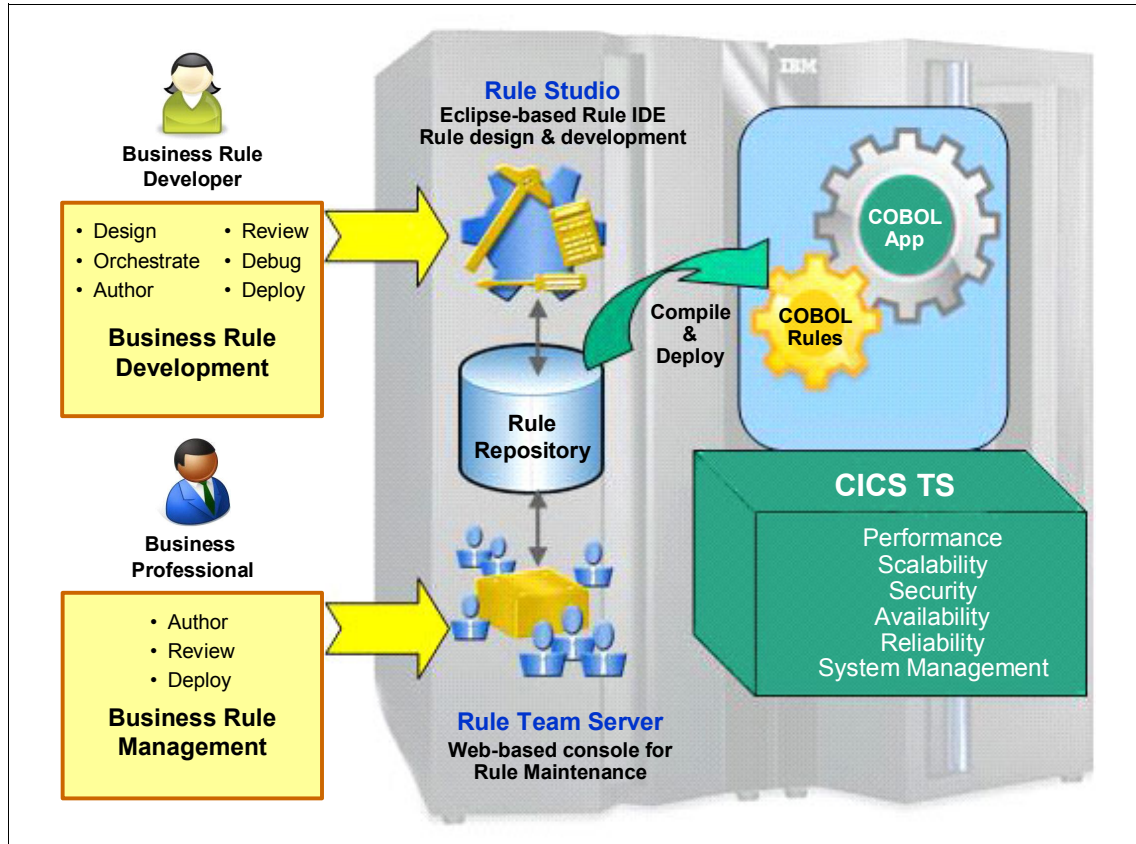 IBM
Rule Studio
Eclipse-based Rule IDE
Rule design & development
Business Rule
Developer
• Design
• Orchestrate
• Author
• Review
• Debug
• Deploy
Business Rule
Development
COBOL
App
COBOL
Rules
Compile
&
Deploy
Rule
Repository
Business
Professional
• Author
• Review
• Deploy
Business Rule
Management
Rule Team Server
Web-based console for
Rule Maintenance
CICS TS
Performance
Scalability
Security
Availability
Reliability
System Management